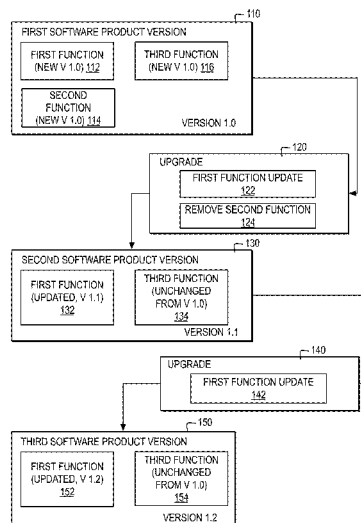 110
FIRST SOFTWARE PRODUCT VERSION
FIRST FUNCTION
(NEW V 1.0) 112
THIRD FUNCTION
(NEW V 1.0) 116
SECOND
FUNCTION
(NEW V 1.0) 114
VERSION 1.0
120
UPGRADE
FIRST FUNCTION UPDATE
122
REMOVE SECOND FUNCTION
124
130
SECOND SOFTWARE PRODUCT VERSION
FIRST FUNCTION
(UPDATED, V 1.1)
132
THIRD FUNCTION
(UNCHANGED
FROM V 1.0)
134
VERSION 1.1
140
UPGRADE
FIRST FUNCTION UPDATE
142
150
THIRD SOFTWARE PRODUCT VERSION
FIRST FUNCTION
(UPDATED, V 1.2)
152
THIRD FUNCTION
(UNCHANGED
FROM V 1.0)
154
VERSION 1.2